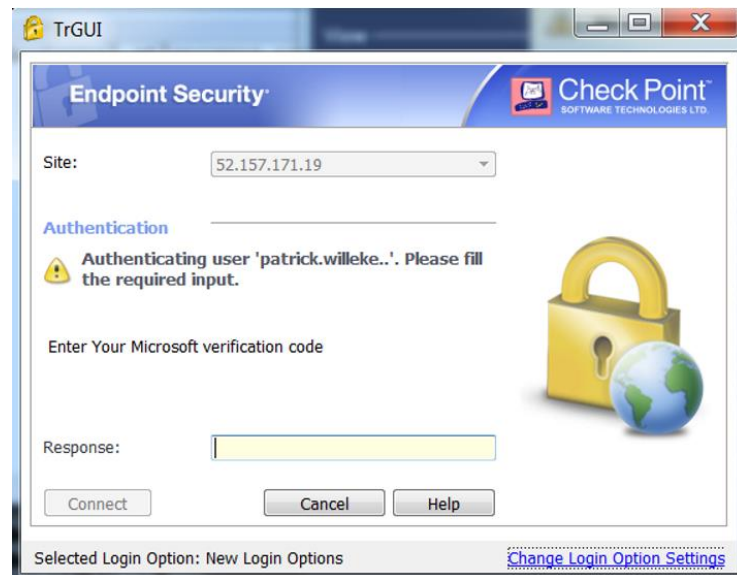 TrGUI
View
Endpoint Security
Check Point™
SOFTWARE TECHNOLOGIES LTD.
Site:
52.157.171.19
Authentication
Authenticating user 'patrick.willeke..'. Please fill
the required input.
Enter Your Microsoft verification code
Response:
Connect
Cancel
Help
Selected Login Option: New Login Options
Change Login Option Settings